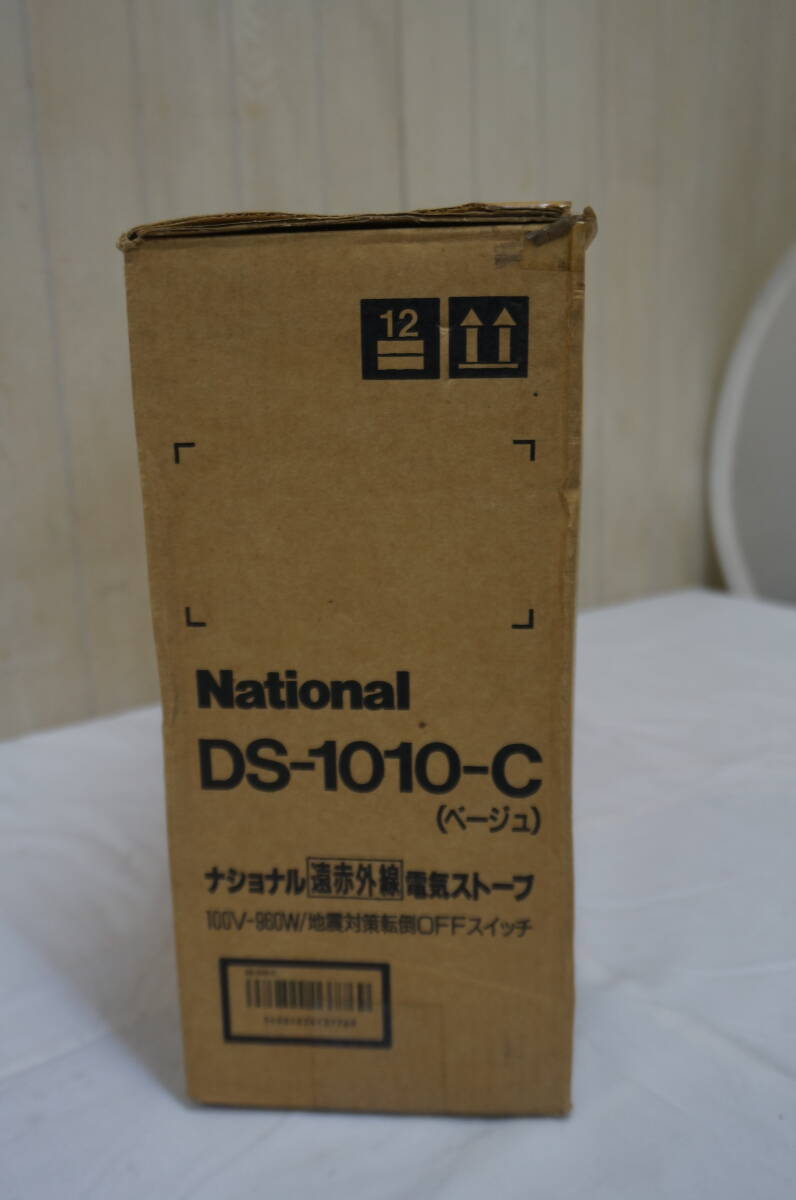 12
National
DS-1010-C
(ベージュ)
ナショナル遠赤外線電気ストーブ
100V-960W/地震対策転倒OFFスイッチ